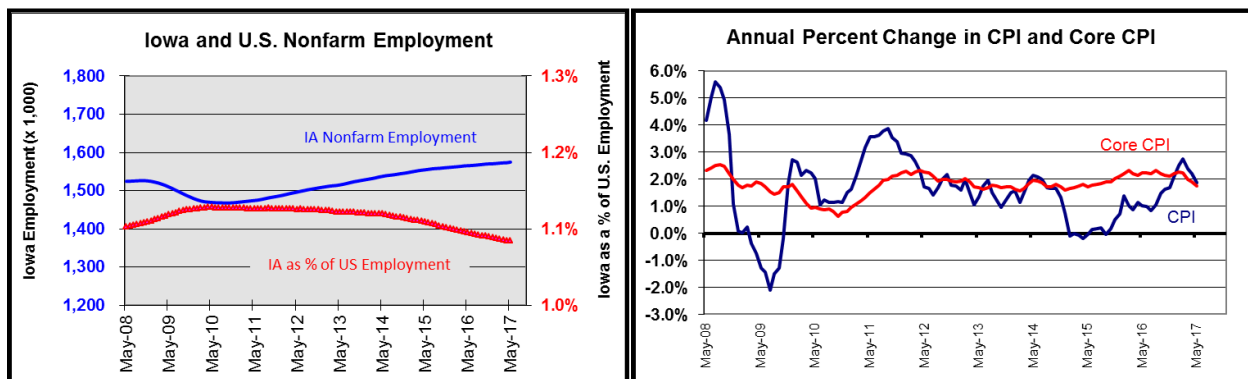 Iowa and U.S. Nonfarm Employment
Iowa Employment (x 1,000)
1,800
1,700
1,600
1,500
1,400
1,300
1,200
IA Nonfarm Employment
IA as % of US Employment
1.3%
1.2%
1.1%
1.0%
Iowa as a % of U.S. Employment
May-08
May-09
May-10
May-11
May-12
May-13
May-14
May-15
May-16
May-17
Annual Percent Change in CPI and Core CPI
6.0%
5.0%
4.0%
3.0%
2.0%
1.0%
0.0%
-1.0%
-2.0%
-3.0%
Core CPI
CPI
May-08
May-09
May-10
May-11
May-12
May-13
May-14
May-15
May-16
May-17